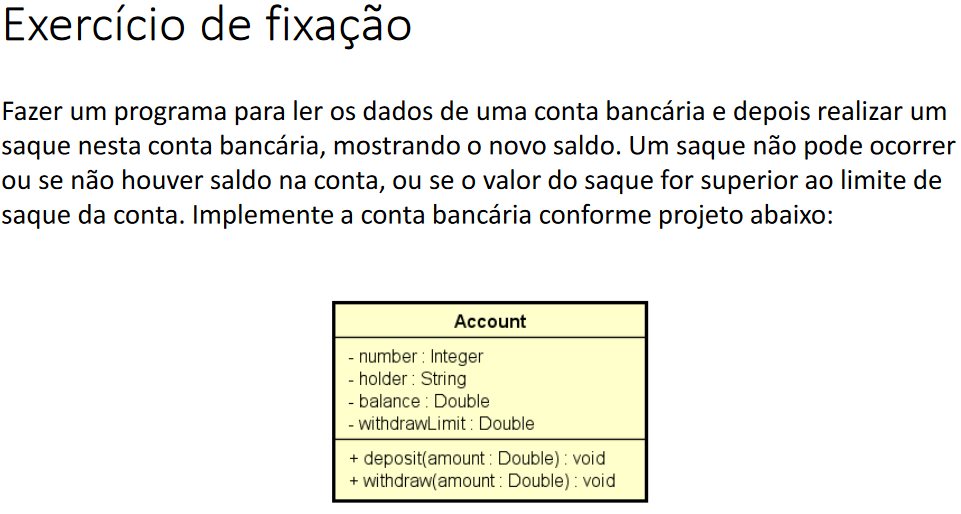 Exercício de fixação
Fazer um programa para ler os dados de uma conta bancária e depois realizar um
saque nesta conta bancária, mostrando o novo saldo. Um saque não pode ocorrer
ou se não houver saldo na conta, ou se o valor do saque for superior ao limite de
saque da conta. Implemente a conta bancária conforme projeto abaixo:
Account
- number : Integer
- holder : String
- balance : Double
- withdrawLimit : Double
+ deposit(amount : Double) : void
+ withdraw(amount : Double) : void